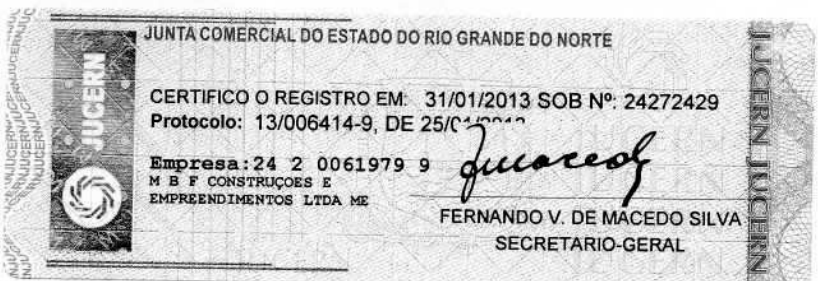 JUNTA COMERCIAL DO ESTADO DO RIO GRANDE DO NORTE
JUCERN
CERTIFICO O REGISTRO EM: 31/01/2013 SOB Nº: 24272429
Protocolo: 13/006414-9, DE
Empresa:24 2 0061979 9
M B F CONSTRUÇOES E
EMPREENDIMENTOS LTDA ME
FERNANDO V. DE MACEDO SILVA
SECRETARIO-GERAL
JUCERN JUCERN